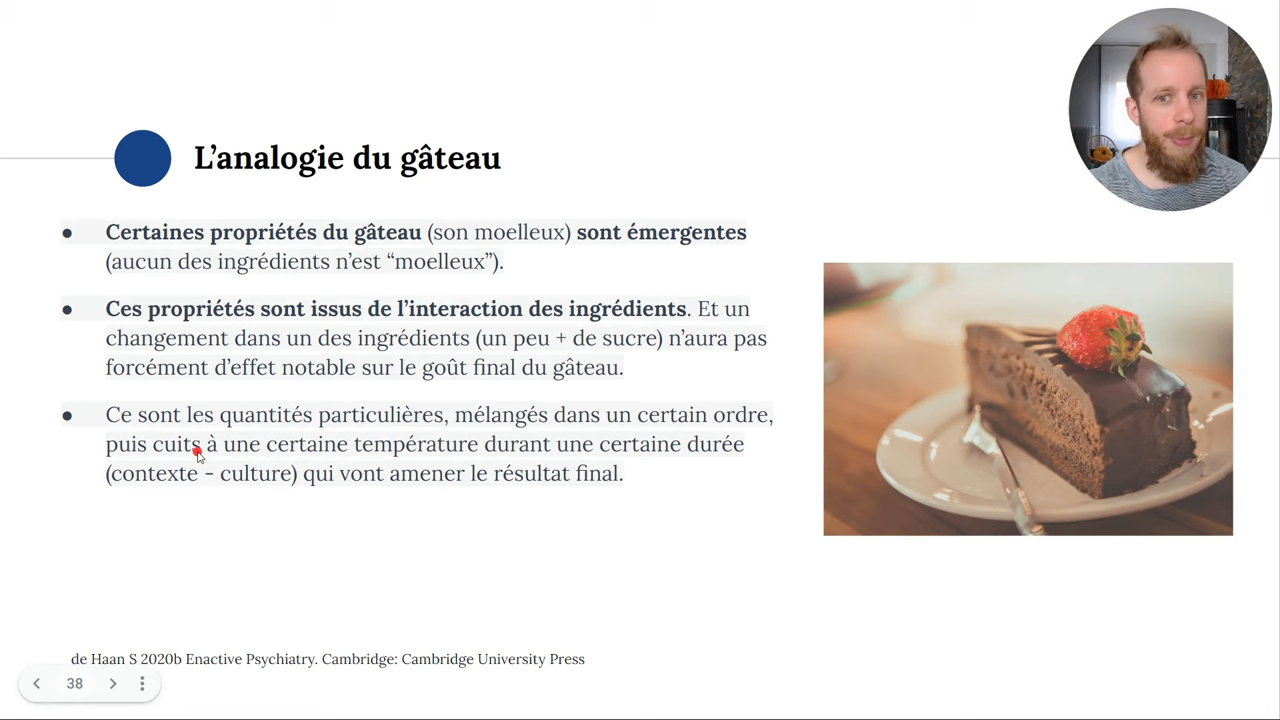 L’analogie du gâteau
● Certaines propriétés du gâteau (son moelleux) sont émergentes
(aucun des ingrédients n’est “moelleux”).
● Ces propriétés sont issus de l’interaction des ingrédients. Et un
changement dans un des ingrédients (un peu + de sucre) n’aura pas
forcément d’effet notable sur le goût final du gâteau.
● Ce sont les quantités particulières, mélangés dans un certain ordre,
puis cuits à une certaine température durant une certaine durée
(contexte - culture) qui vont amener le résultat final.
de Haan S 2020b Enactive Psychiatry. Cambridge: Cambridge University Press
38